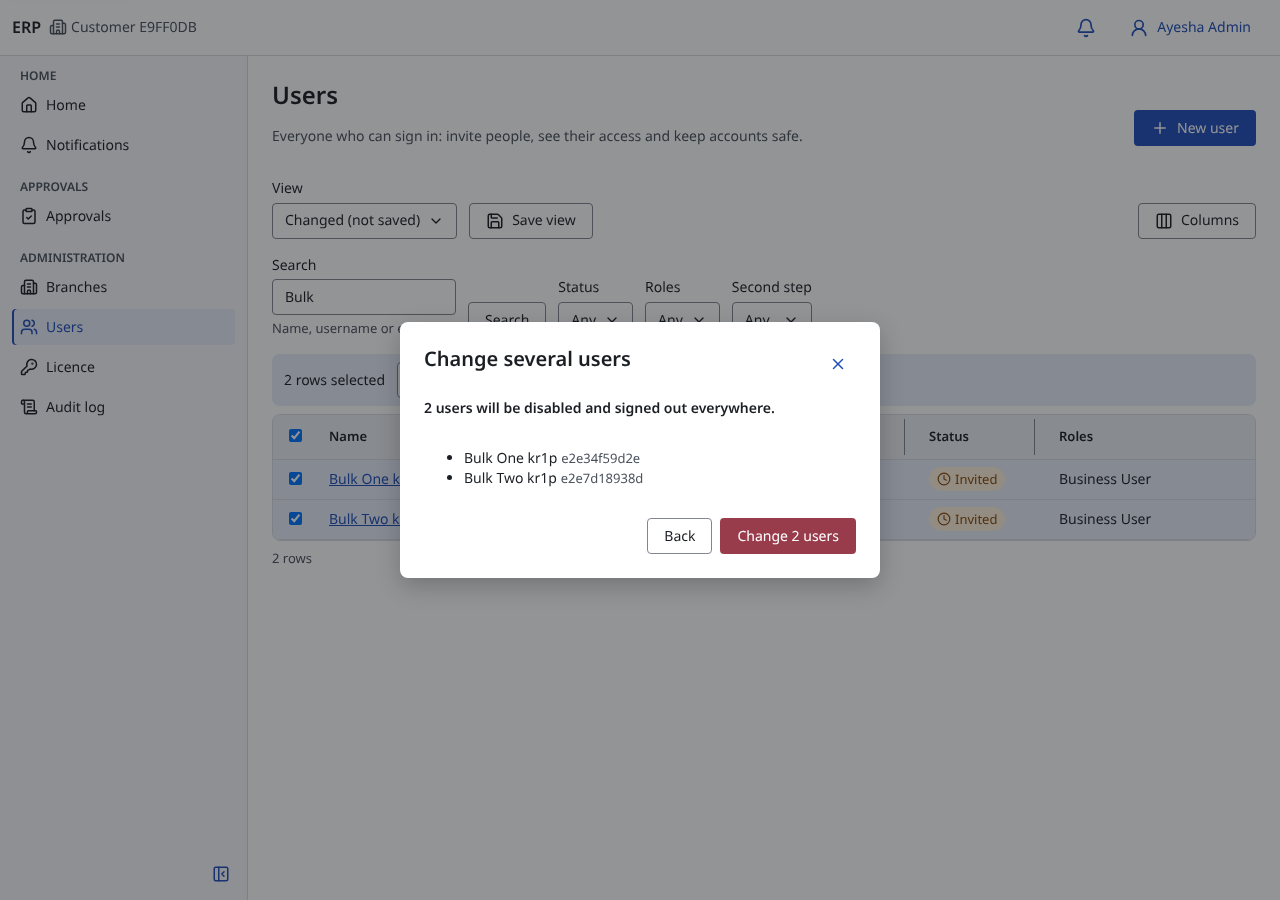 ERP Customer E9FF0DB
Ayesha Admin
HOME
Home
Notifications
APPROVALS
Approvals
ADMINISTRATION
Branches
Users
Licence
Audit log
Users
Everyone who can sign in: invite people, see their access and keep accounts safe.
New user
View
Changed (not saved)
Save view
Columns
Search
Bulk
Name, username or
Search
Status
Any
Roles
Any
Second step
Any
2 rows selected
Name
Status
Roles
Bulk One
Invited
Business User
Bulk Two
Invited
Business User
2 rows
Change several users
2 users will be disabled and signed out everywhere.
Bulk One kr1p e2e34f59d2e
Bulk Two kr1p e2e7d18938d
Back
Change 2 users